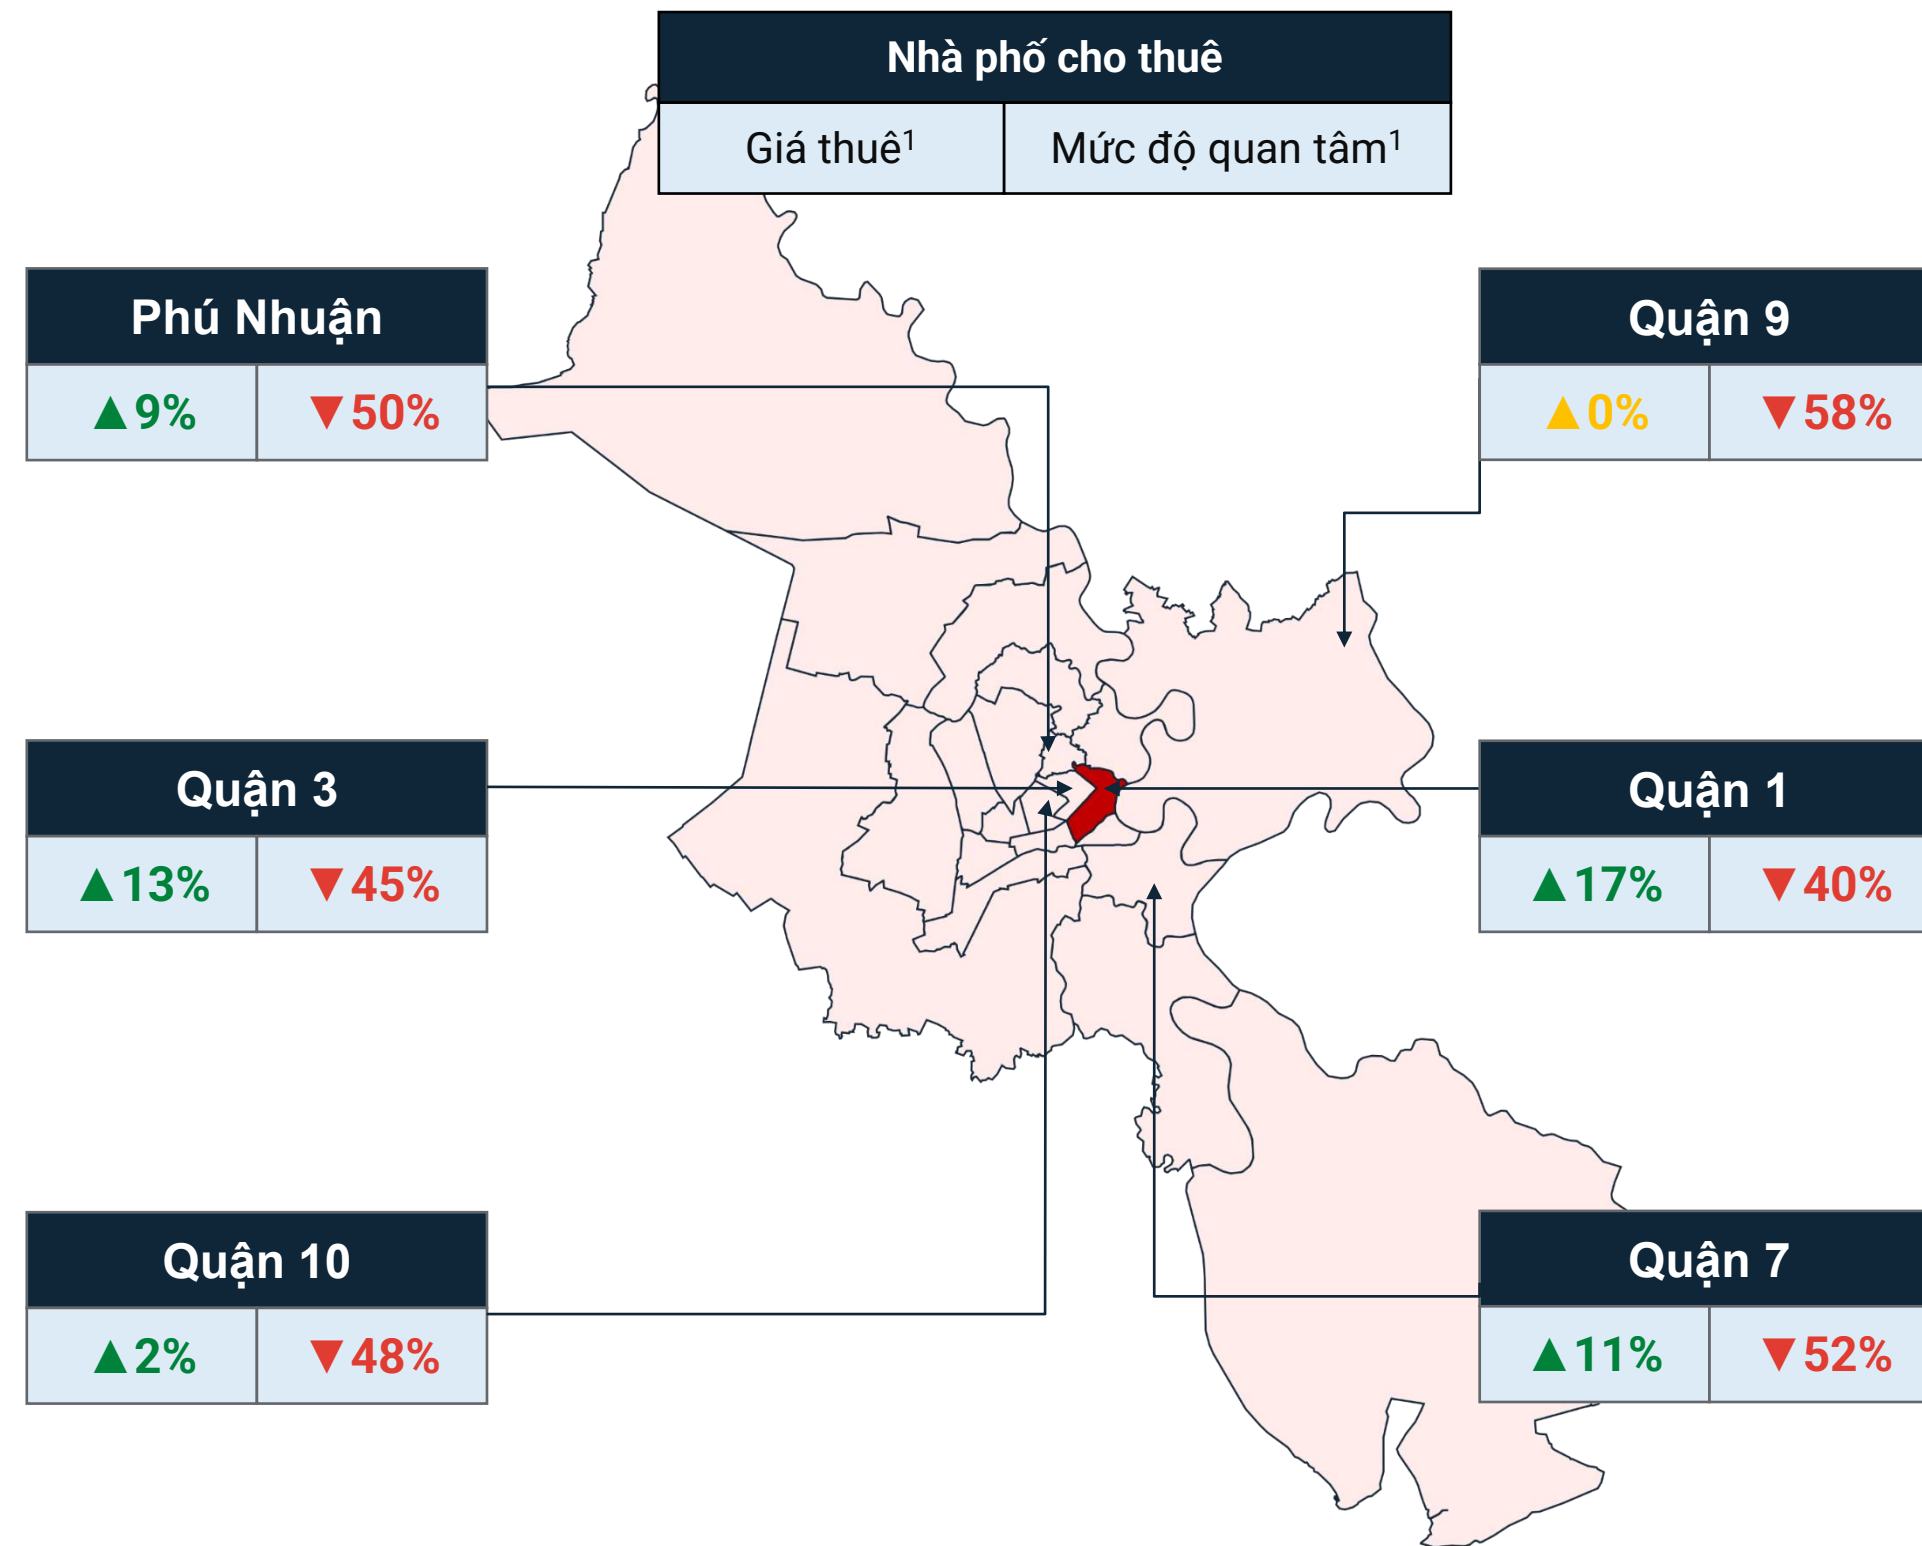 Nhà phố cho thuê
Giá thuê¹ Mức độ quan tâm¹
Phú Nhuận
▲9% ▼50%
Quận 9
▲0% ▼58%
Quận 3
▲13% ▼45%
Quận 1
▲17% ▼40%
Quận 10
▲2% ▼48%
Quận 7
▲11% ▼52%